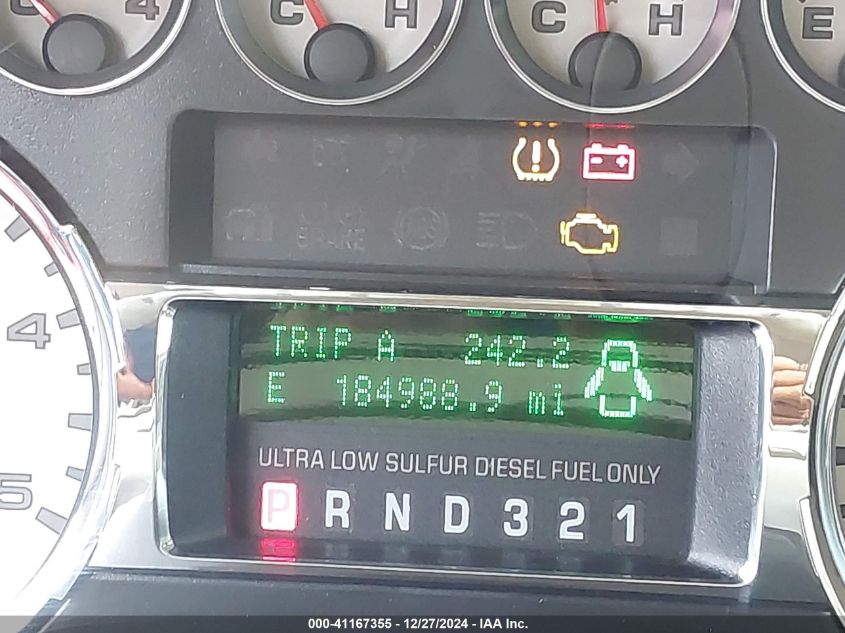 C 4 C H C H E
TRIP A 242.2
E 184988.9 mi
4
ULTRA LOW SULFUR DIESEL FUEL ONLY
5
P R N D 3 2 1
000-41167355 - 12/27/2024 - IAA Inc.